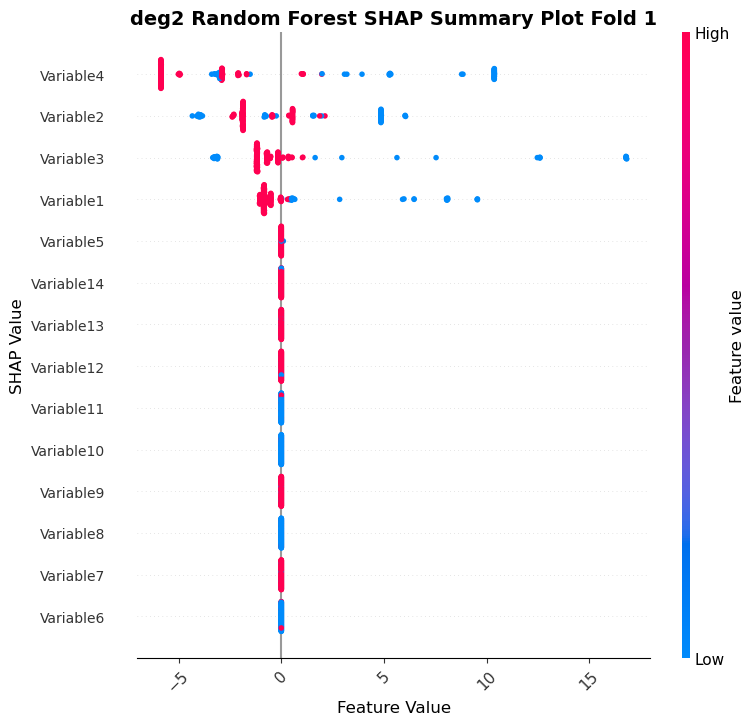 deg2 Random Forest SHAP Summary Plot Fold 1
High
Variable4
Variable2
Variable3
Variable1
Variable5
Variable14
Variable13
Variable12
Variable11
Variable10
Variable9
Variable8
Variable7
Variable6
SHAP Value
Feature value
Low
−5
0
5
10
15
Feature Value